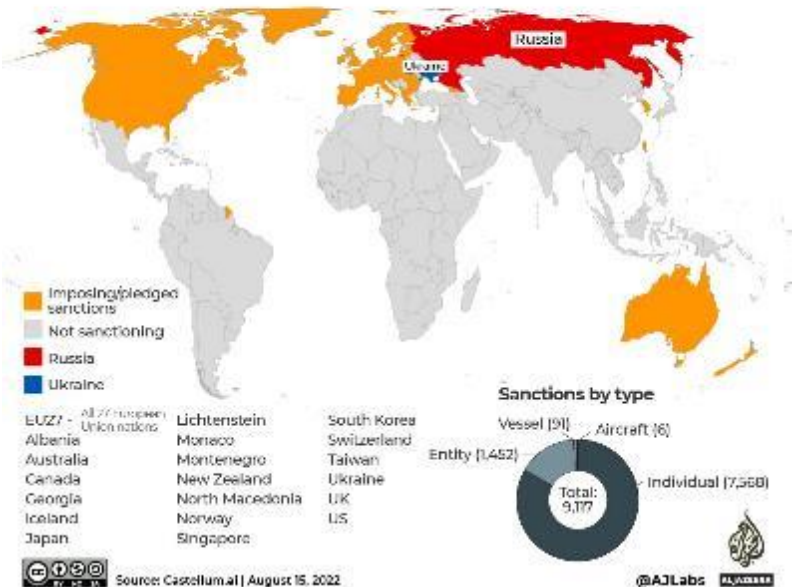 Russia
Ukraine
Imposing/pledged
sanctions
Not sanctioning
Russia
Ukraine
EU27 - All 27 European
Union nations
Albania
Australia
Canada
Georgia
Iceland
Japan
Lichtenstein
Monaco
Montenegro
New Zealand
North Macedonia
Norway
Singapore
South Korea
Switzerland
Taiwan
Ukraine
UK
US
Sanctions by type
Vessel (91)
Aircraft (6)
Entity (1,452)
Individual (7,568)
Total:
9,117
Source: Castellum.ai | August 15, 2022
@AJLabs
ALJAZEERA